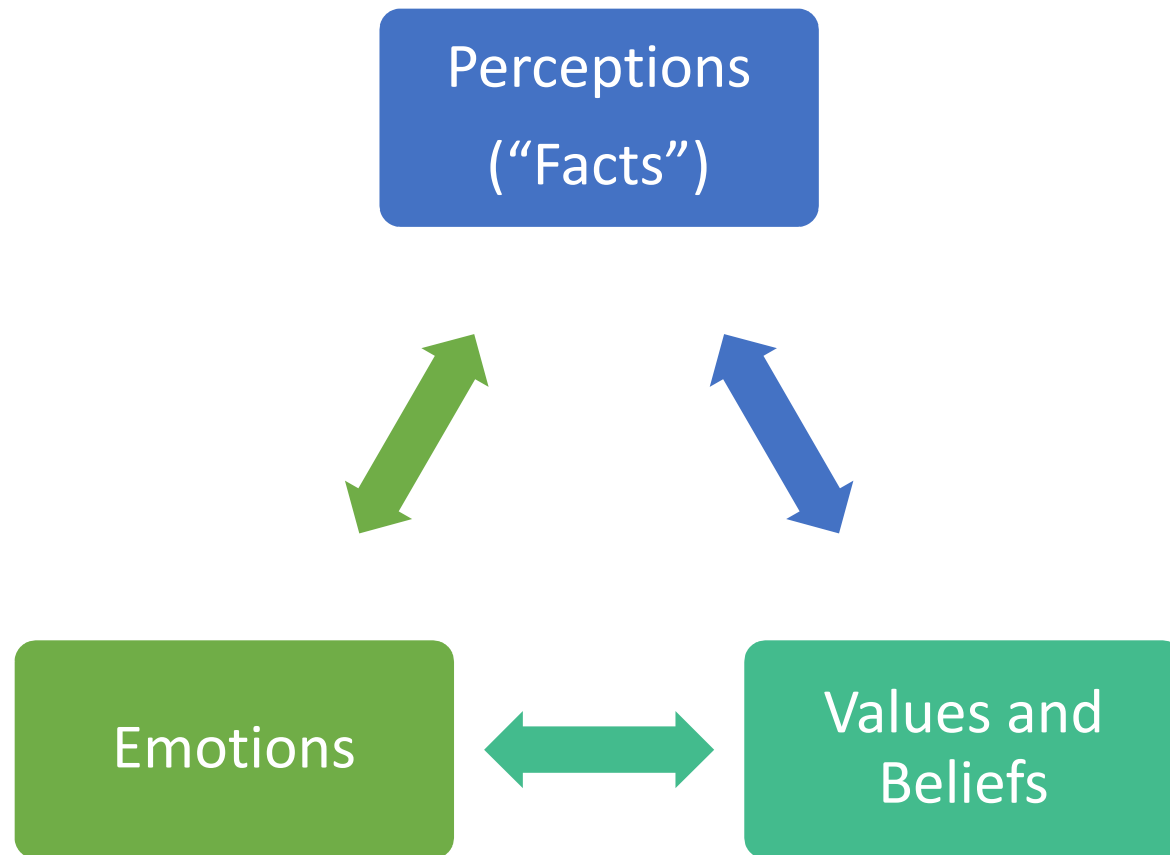 Perceptions
(“Facts”)
Emotions
Values and
Beliefs